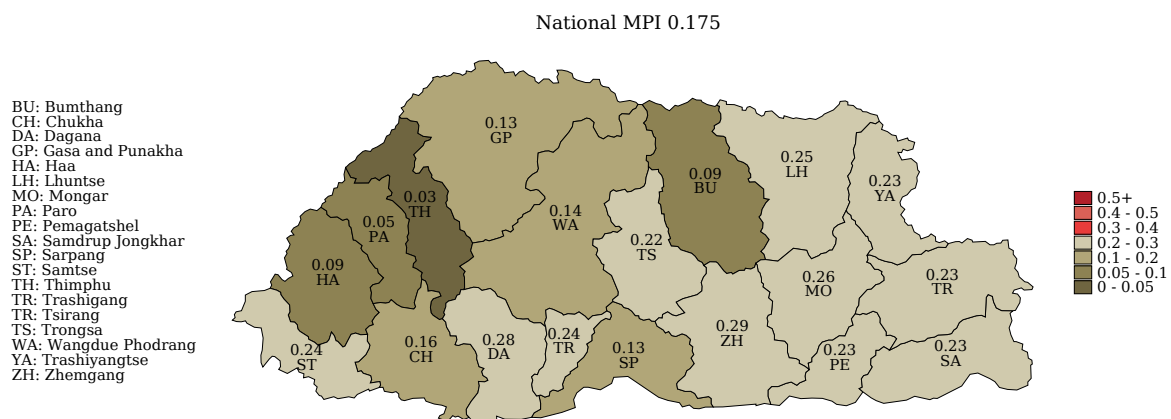 National MPI 0.175
BU: Bumthang
CH: Chukha
DA: Dagana
GP: Gasa and Punakha
HA: Haa
LH: Lhuntse
MO: Mongar
PA: Paro
PE: Pemagatshel
SA: Samdrup Jongkhar
SP: Sarpang
ST: Samtse
TH: Thimphu
TR: Trashigang
TR: Tsirang
TS: Trongsa
WA: Wangdue Phodrang
YA: Trashiyangtse
ZH: Zhemgang
0.13
GP
0.25
LH
0.09
BU
0.23
YA
0.03
TH
0.14
WA
0.05
PA
0.22
TS
0.09
HA
0.26
MO
0.23
TR
0.29
ZH
0.24
TR
0.28
DA
0.16
CH
0.24
ST
0.13
SP
0.23
PE
0.23
SA
0.5+
0.4 - 0.5
0.3 - 0.4
0.2 - 0.3
0.1 - 0.2
0.05 - 0.1
0 - 0.05